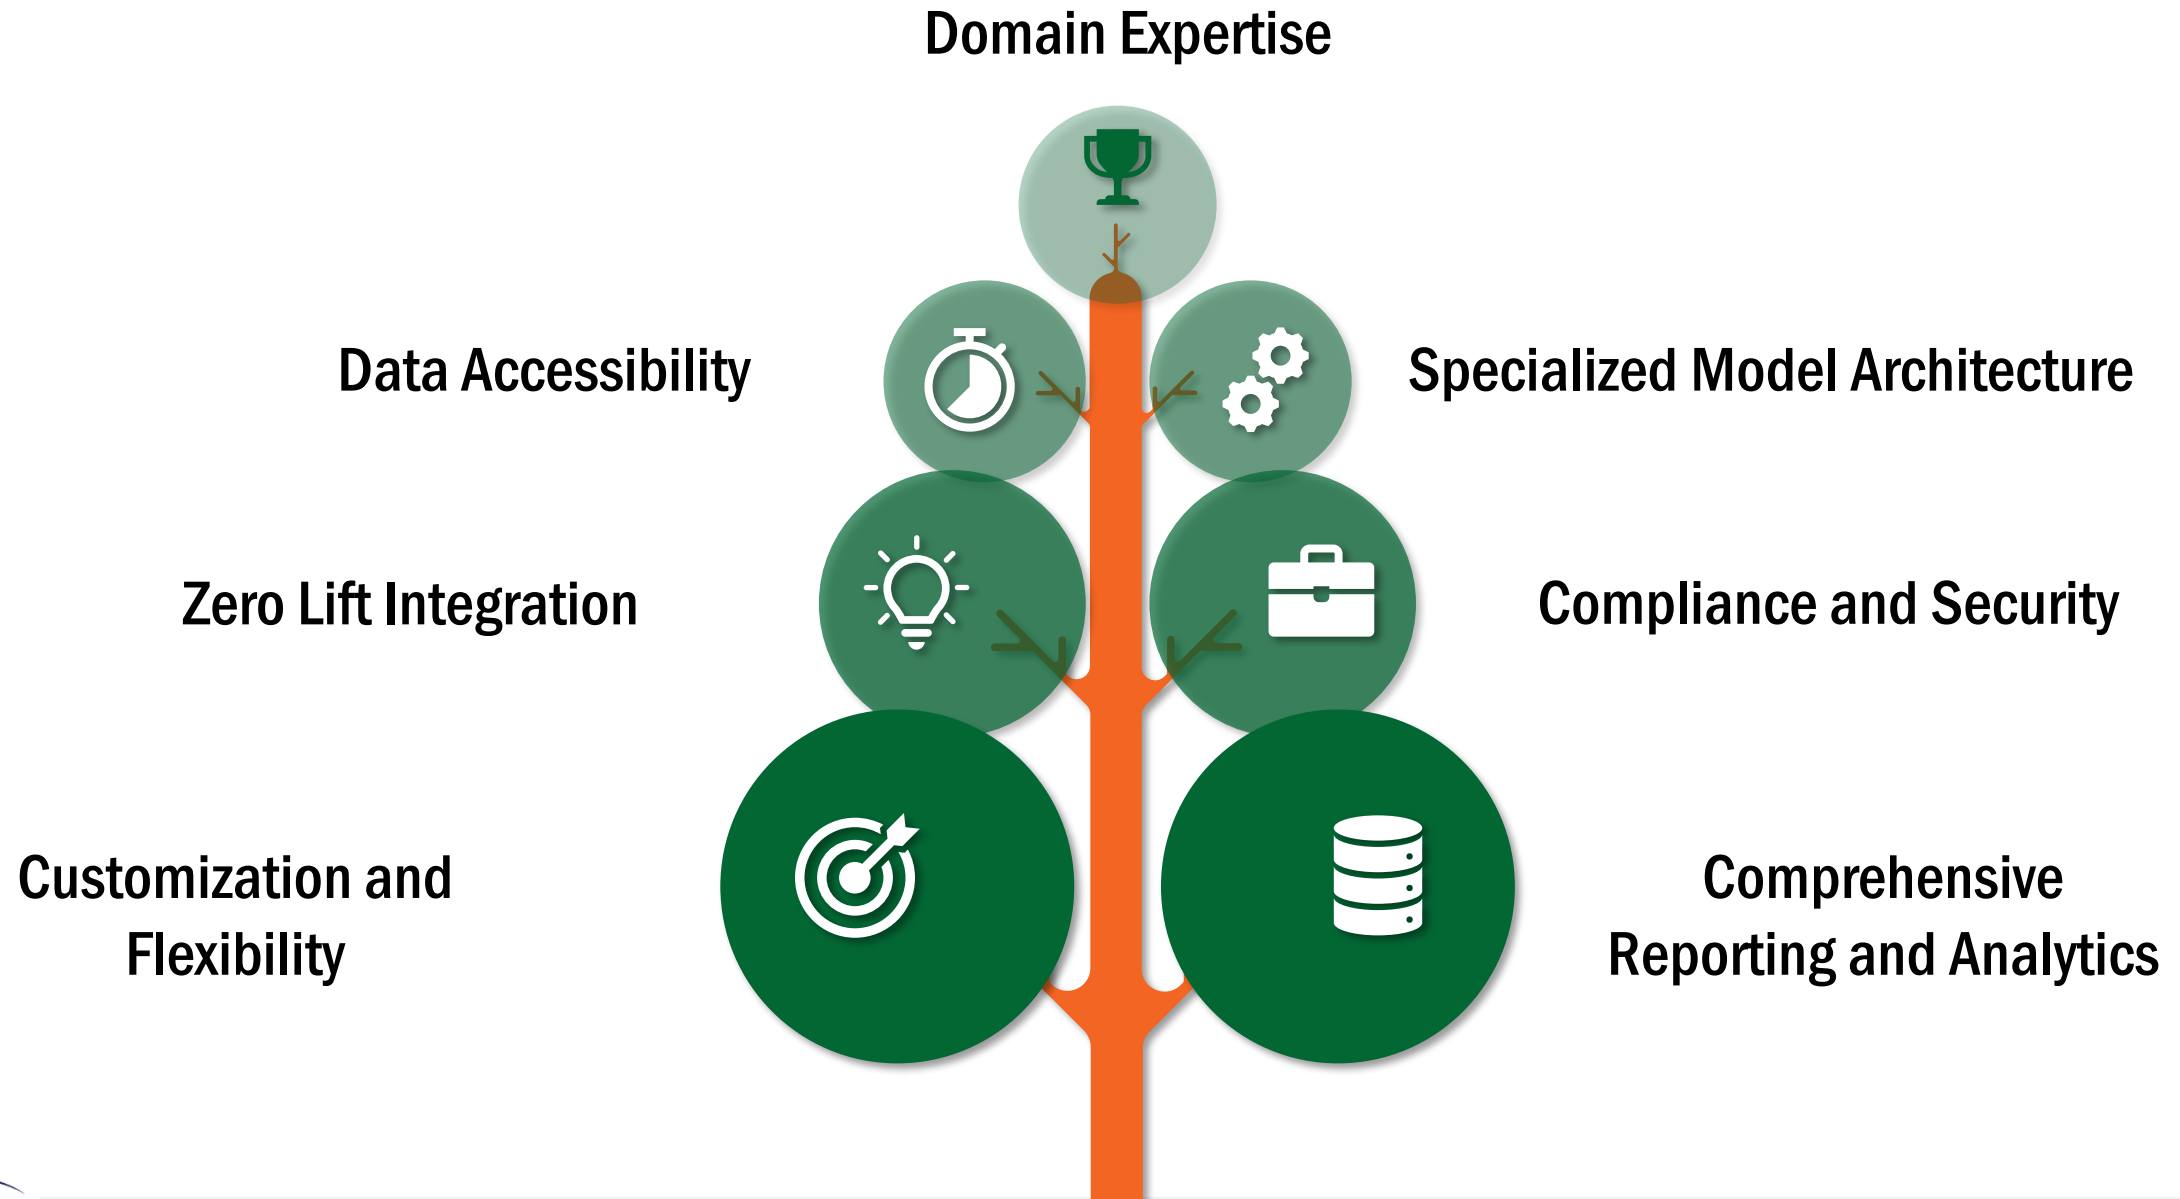 Domain Expertise
Data Accessibility
Specialized Model Architecture
Zero Lift Integration
Compliance and Security
Customization and
Flexibility
Comprehensive
Reporting and Analytics